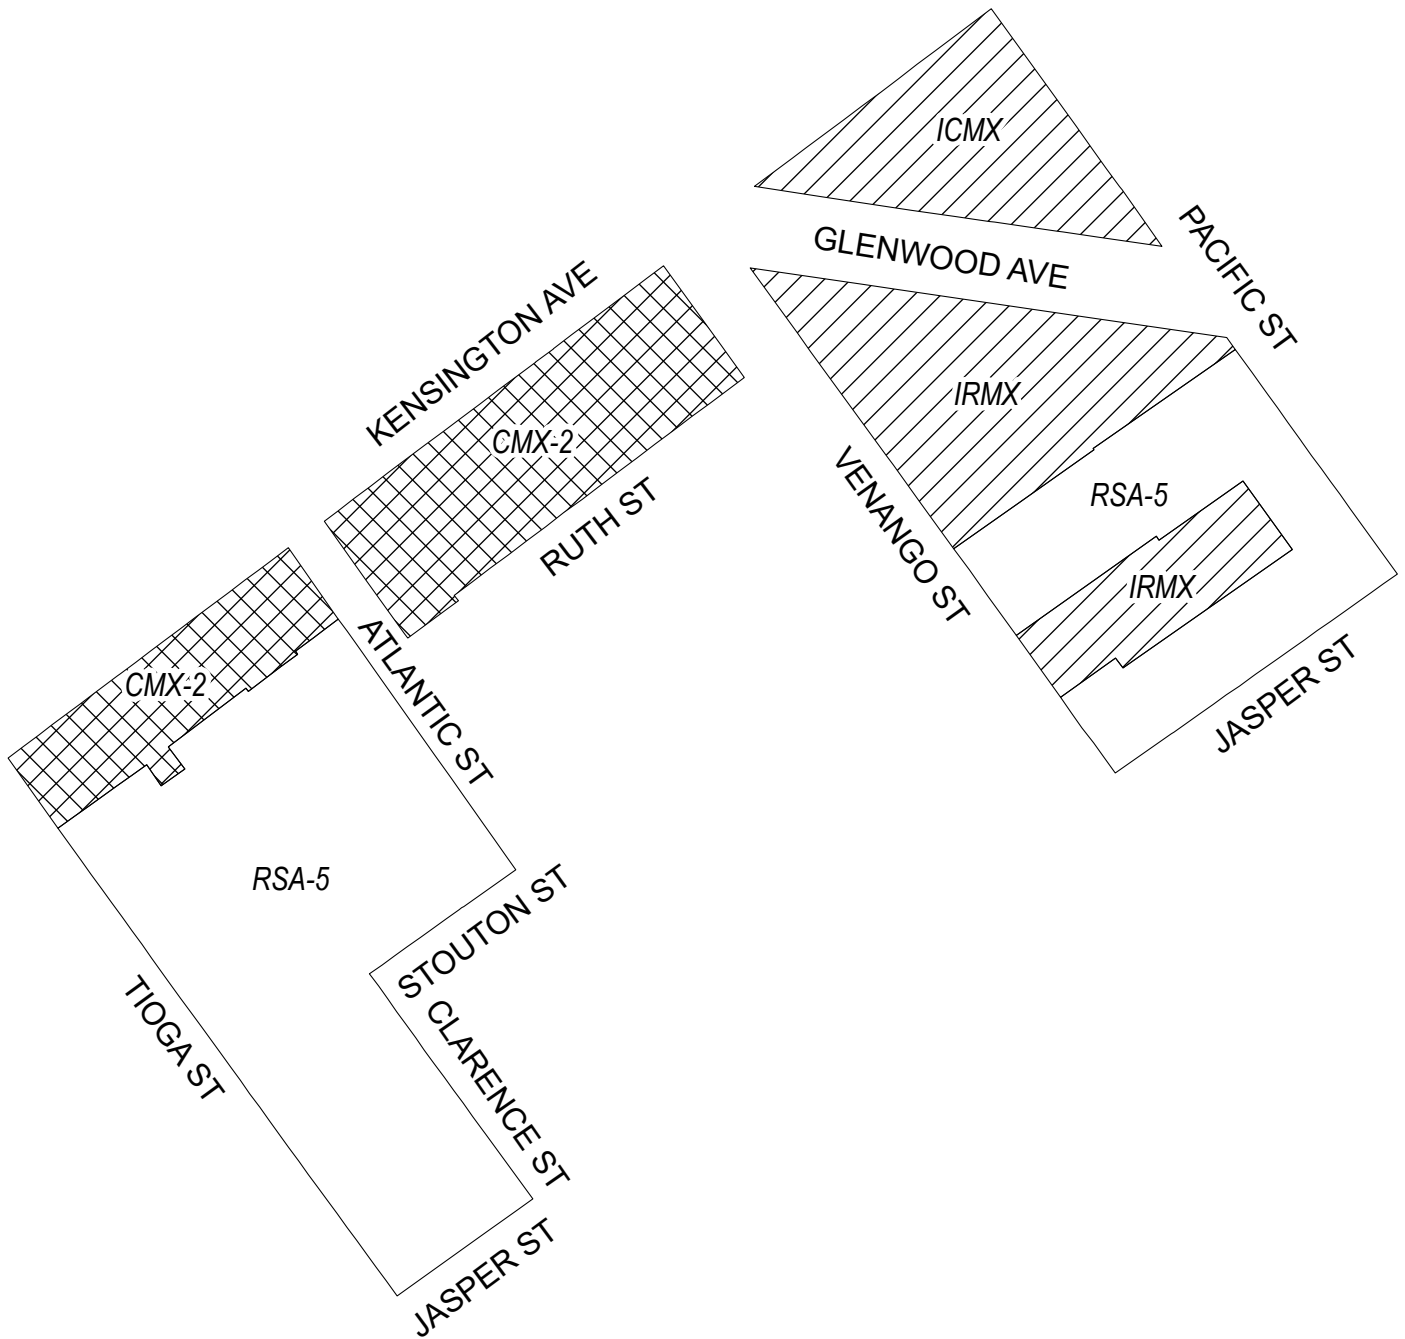 ICMX
PACIFIC ST
GLENWOOD AVE
KENSINGTON AVE
IRMX
CMX-2
VENANGO ST
RSA-5
RUTH ST
IRMX
ATLANTIC ST
CMX-2
JASPER ST
RSA-5
STOUTON ST
TIOGA ST
CLARENCE ST
JASPER ST